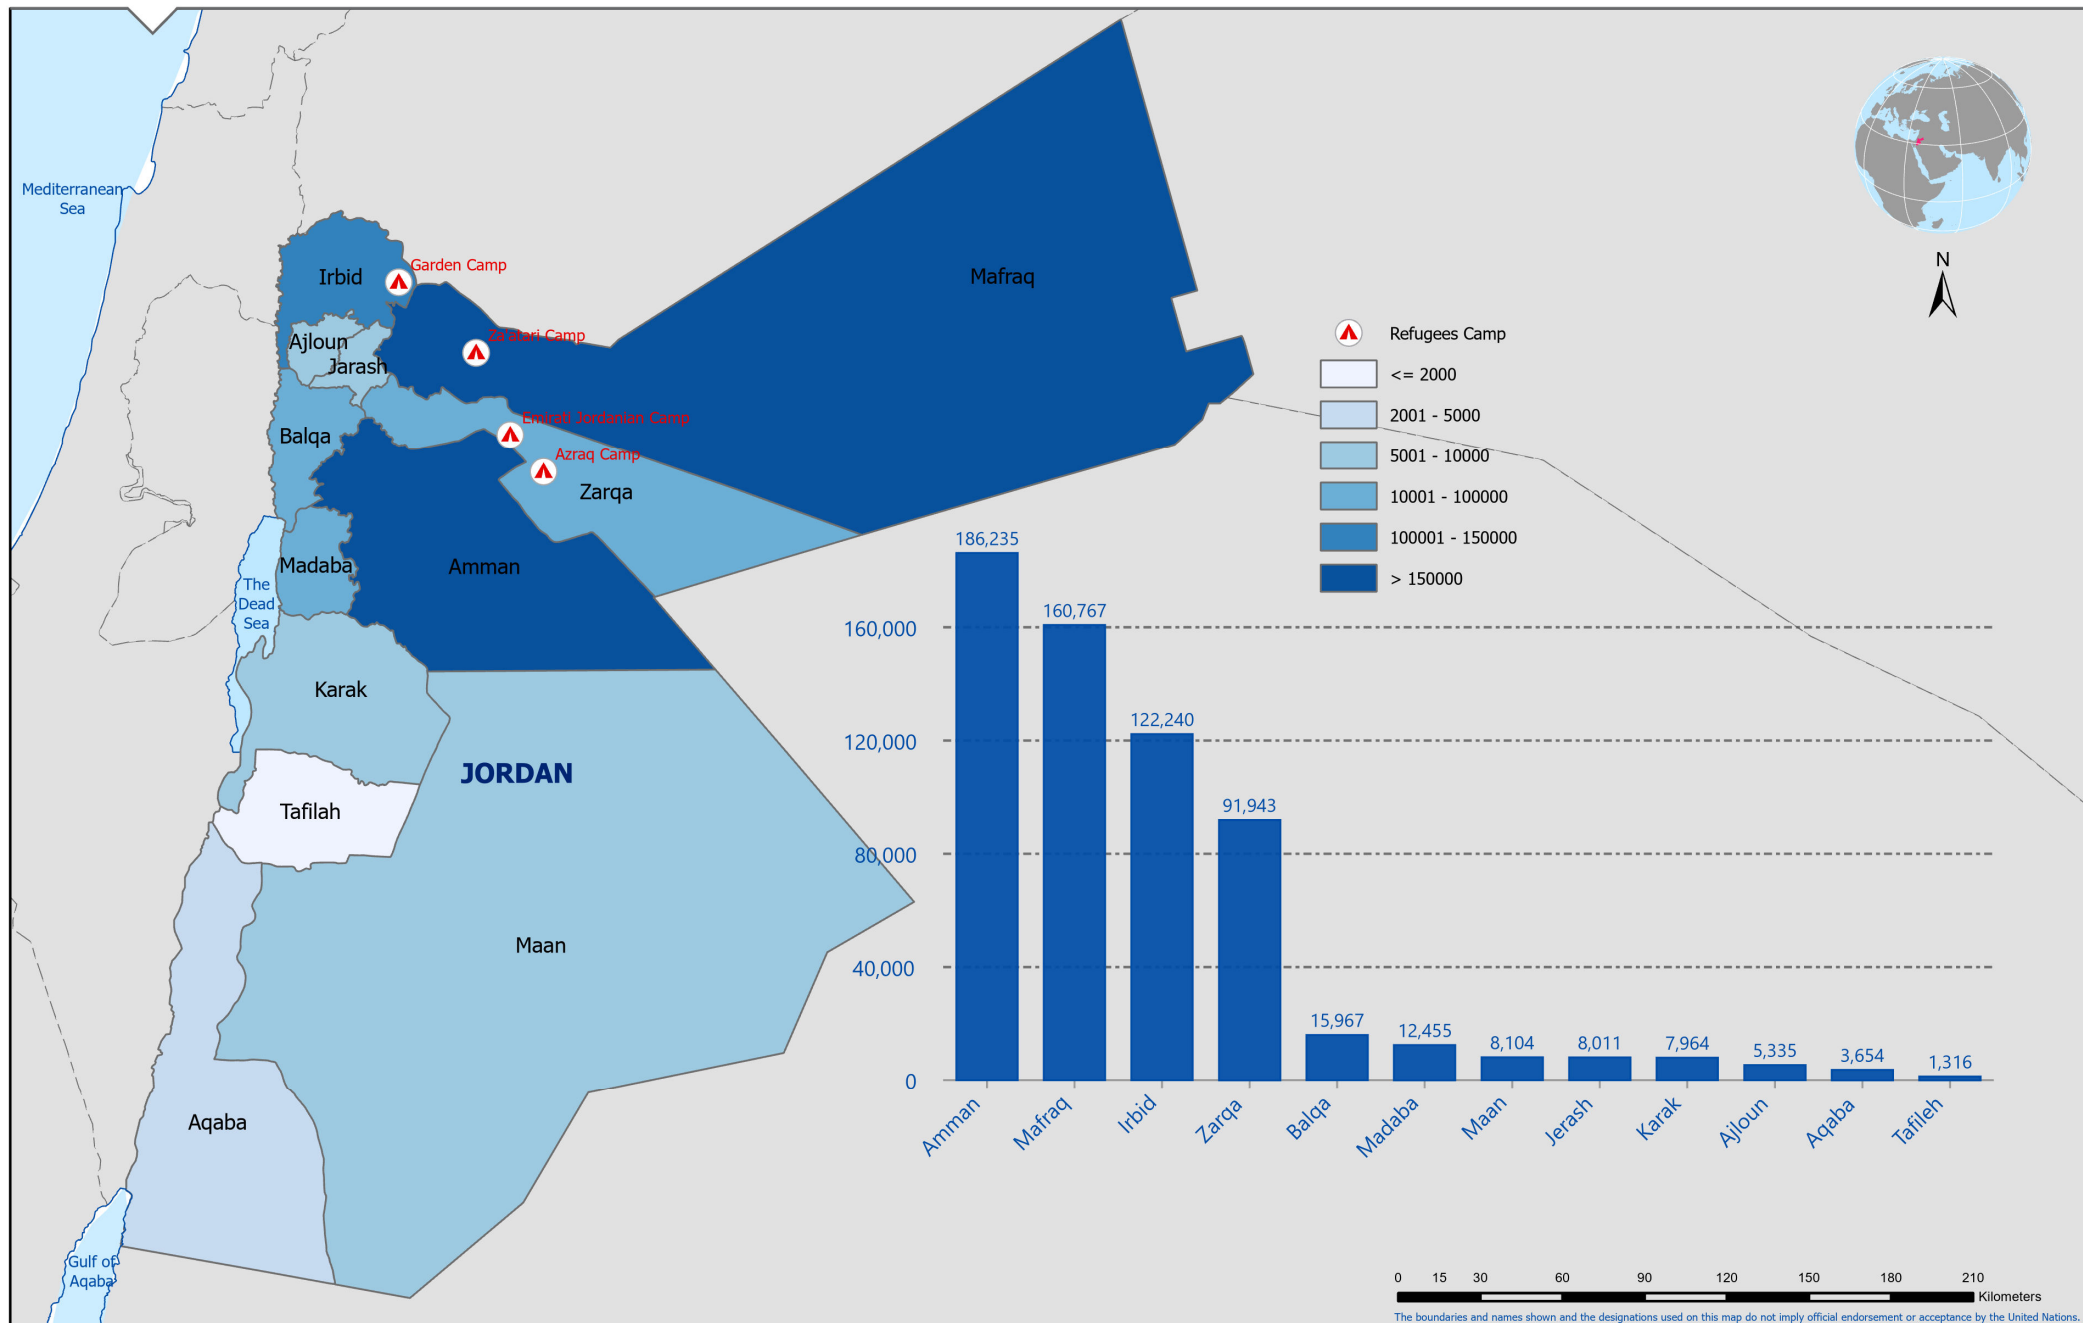 Mediterranean
Sea
Irbid
Garden Camp
Mafraq
N
Ajloun
Jarash
Za'atari Camp
Refugees Camp
<= 2000
2001 - 5000
5001 - 10000
10001 - 100000
100001 - 150000
> 150000
Balqa
Emirati Jordanian Camp
Azraq Camp
Zarqa
Madaba
Amman
The
Dead
Sea
Karak
JORDAN
Tafilah
Maan
Aqaba
Gulf of
Aqaba
186,235
160,767
122,240
91,943
15,967
12,455
8,104
8,011
7,964
5,335
3,654
1,316
160,000
120,000
80,000
40,000
0
Amman
Mafraq
Irbid
Zarqa
Balqa
Madaba
Maan
Jerash
Karak
Ajloun
Aqaba
Tafileh
0 15 30 60 90 120 150 180 210
Kilometers
The boundaries and names shown and the designations used on this map do not imply official endorsement or acceptance by the United Nations.